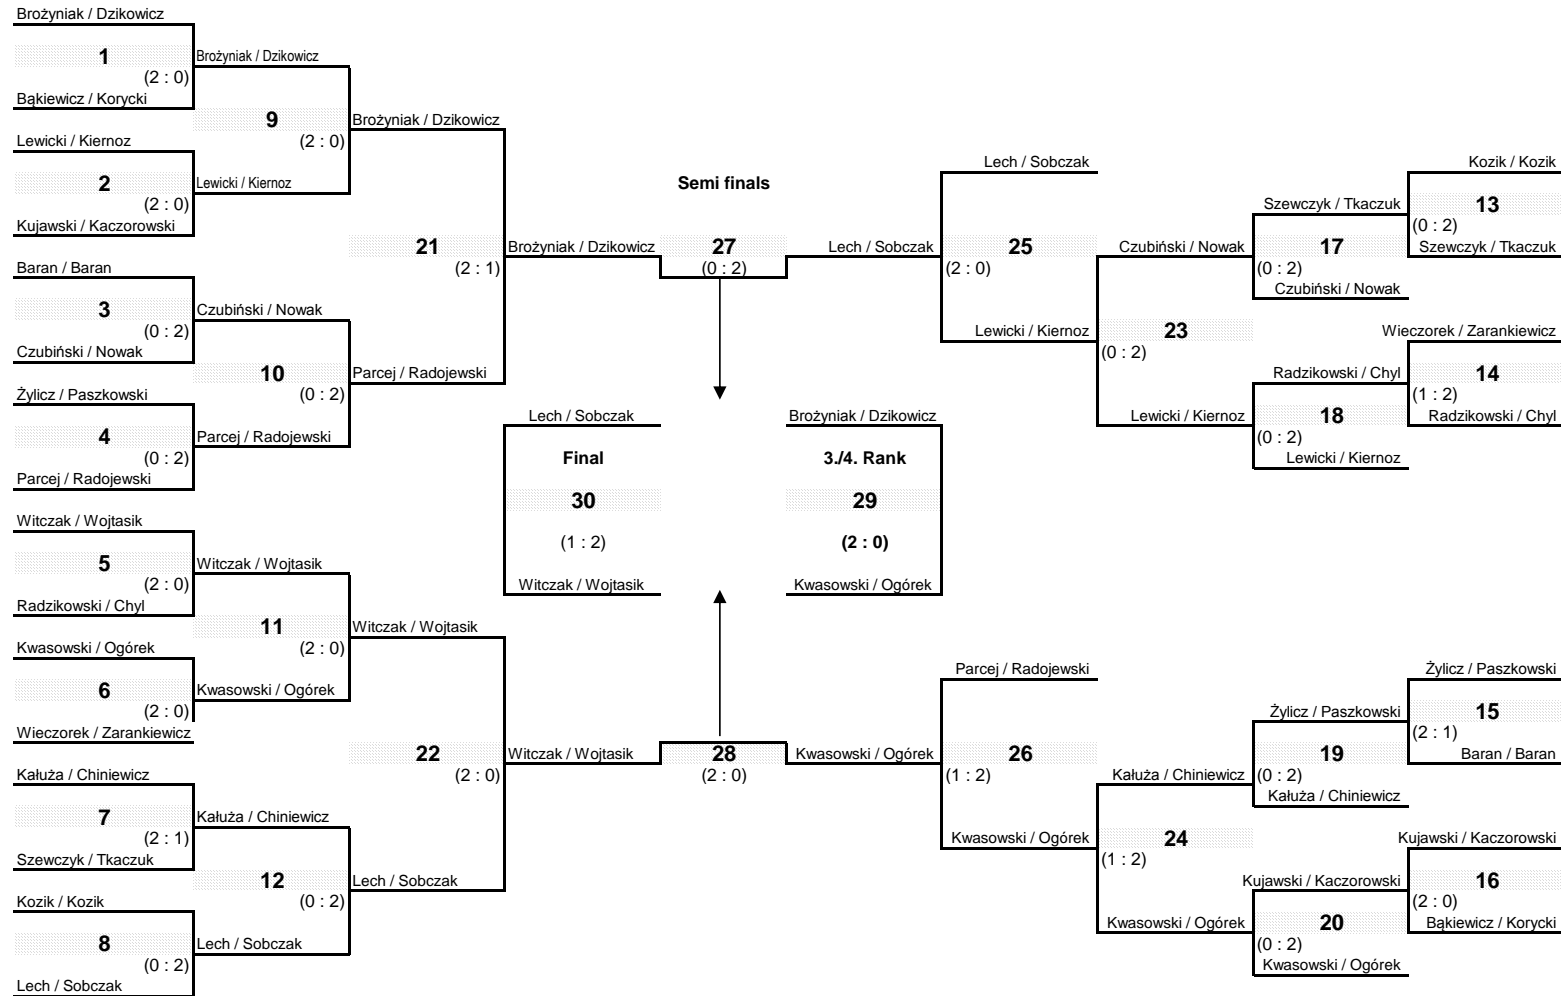 Brożyniak / Dzikowicz
1
(2 : 0)
Bąkiewicz / Korycki
Brożyniak / Dzikowicz
9
(2 : 0)
Lewicki / Kiernoz
2
(2 : 0)
Kujawski / Kaczorowski
Lewicki / Kiernoz
Brożyniak / Dzikowicz
21
(2 : 1)
Baran / Baran
3
(0 : 2)
Czubiński / Nowak
Czubiński / Nowak
10
(0 : 2)
Żylicz / Paszkowski
4
(0 : 2)
Parcej / Radojewski
Parcej / Radojewski
Parcej / Radojewski
Brożyniak / Dzikowicz
Witczak / Wojtasik
5
(2 : 0)
Radzikowski / Chyl
Witczak / Wojtasik
11
(2 : 0)
Kwasowski / Ogórek
6
(2 : 0)
Wieczorek / Zarankiewicz
Kwasowski / Ogórek
Witczak / Wojtasik
22
(2 : 0)
Kałuża / Chiniewicz
7
(2 : 1)
Szewczyk / Tkaczuk
Kałuża / Chiniewicz
12
(0 : 2)
Kozik / Kozik
8
(0 : 2)
Lech / Sobczak
Lech / Sobczak
Lech / Sobczak
Witczak / Wojtasik
Semi finals
27
(0 : 2)
Lech / Sobczak
Lech / Sobczak
Final
30
(1 : 2)
Witczak / Wojtasik
Brożyniak / Dzikowicz
3./4. Rank
29
(2 : 0)
Kwasowski / Ogórek
28
(2 : 0)
Kwasowski / Ogórek
Lech / Sobczak
25
(2 : 0)
Lewicki / Kiernoz
Czubiński / Nowak
23
(0 : 2)
Lewicki / Kiernoz
Szewczyk / Tkaczuk
17
(0 : 2)
Czubiński / Nowak
Kozik / Kozik
13
(0 : 2)
Szewczyk / Tkaczuk
Wieczorek / Zarankiewicz
14
(1 : 2)
Radzikowski / Chyl
Radzikowski / Chyl
18
(0 : 2)
Lewicki / Kiernoz
Parcej / Radojewski
26
(1 : 2)
Kwasowski / Ogórek
Kałuża / Chiniewicz
24
(1 : 2)
Kwasowski / Ogórek
Żylicz / Paszkowski
19
(0 : 2)
Kałuża / Chiniewicz
Żylicz / Paszkowski
15
(2 : 1)
Baran / Baran
Kujawski / Kaczorowski
16
(2 : 0)
Bąkiewicz / Korycki
Kujawski / Kaczorowski
20
(0 : 2)
Kwasowski / Ogórek